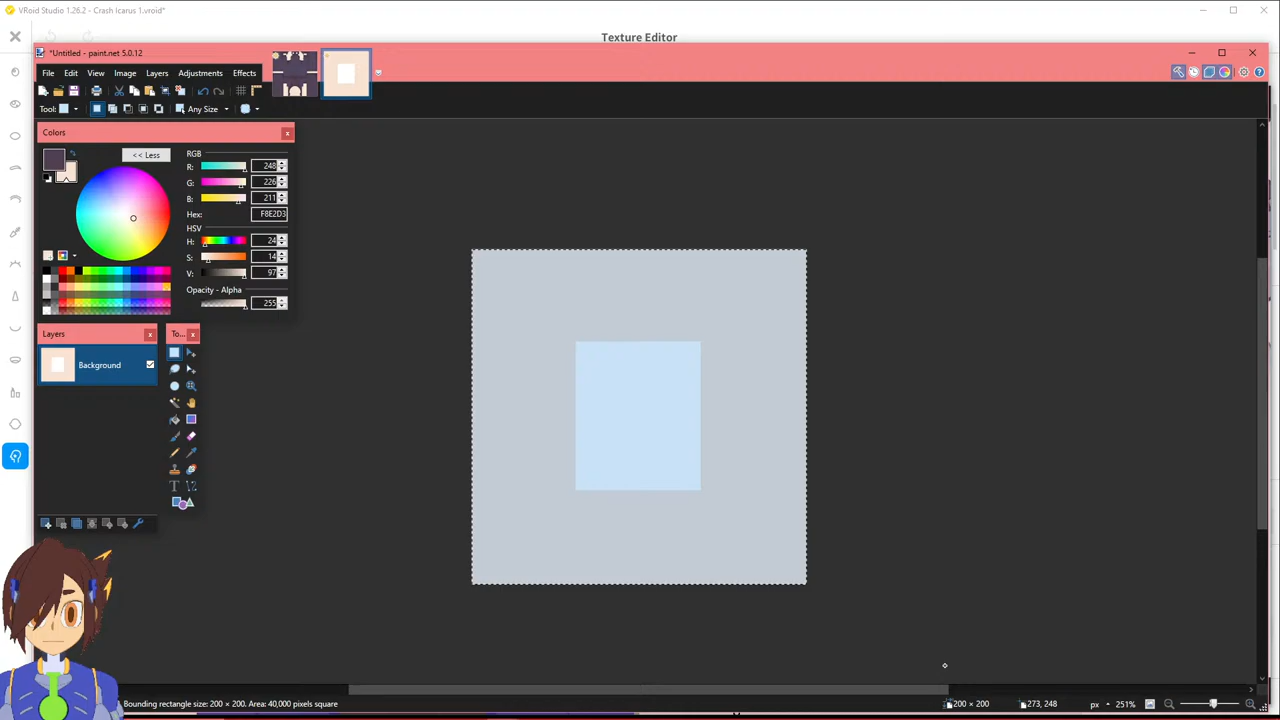 VRoid Studio 1.26.2 - Crash Icarus 1.vroid*
Texture Editor
*Untitled - paint.net 5.0.12
File Edit View Image Layers Adjustments Effects
Tool: Any Size
Colors
<< Less
RGB
R: 248
G: 226
B: 211
Hex: F8E2D3
HSV
H: 24
S: 14
V: 97
Opacity - Alpha
255
Layers
To...
Background
T
Bounding rectangle size: 200 × 200. Area: 40,000 pixels square
200 × 200
273, 248
px
251%